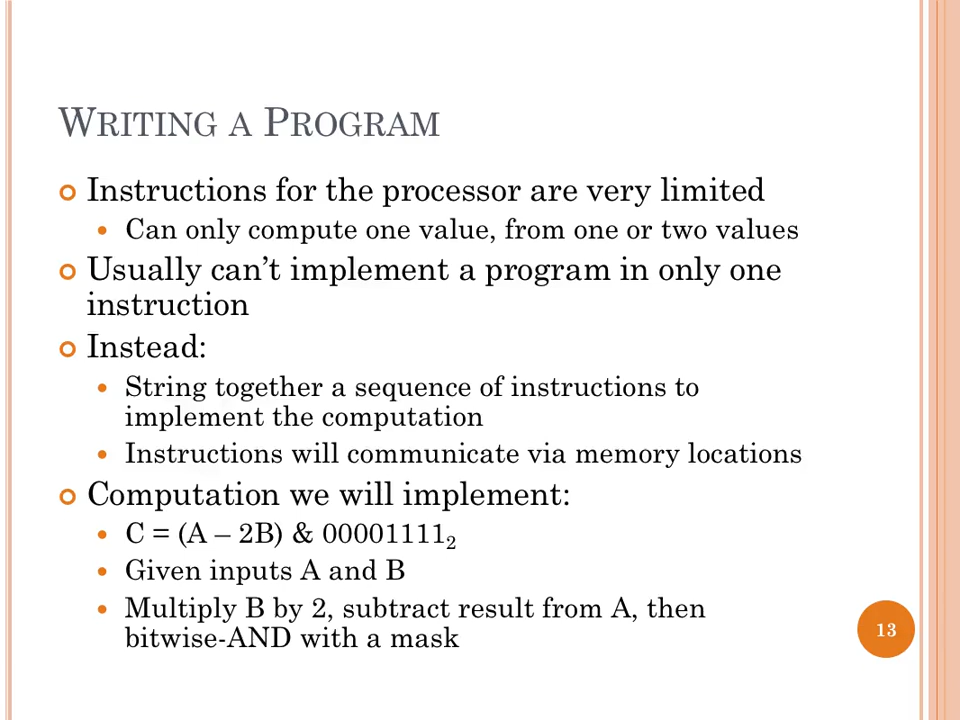 WRITING A PROGRAM
Instructions for the processor are very limited
Can only compute one value, from one or two values
Usually can’t implement a program in only one
instruction
Instead:
String together a sequence of instructions to
implement the computation
Instructions will communicate via memory locations
Computation we will implement:
C = (A – 2B) & 00001111₂
Given inputs A and B
Multiply B by 2, subtract result from A, then
bitwise-AND with a mask
13